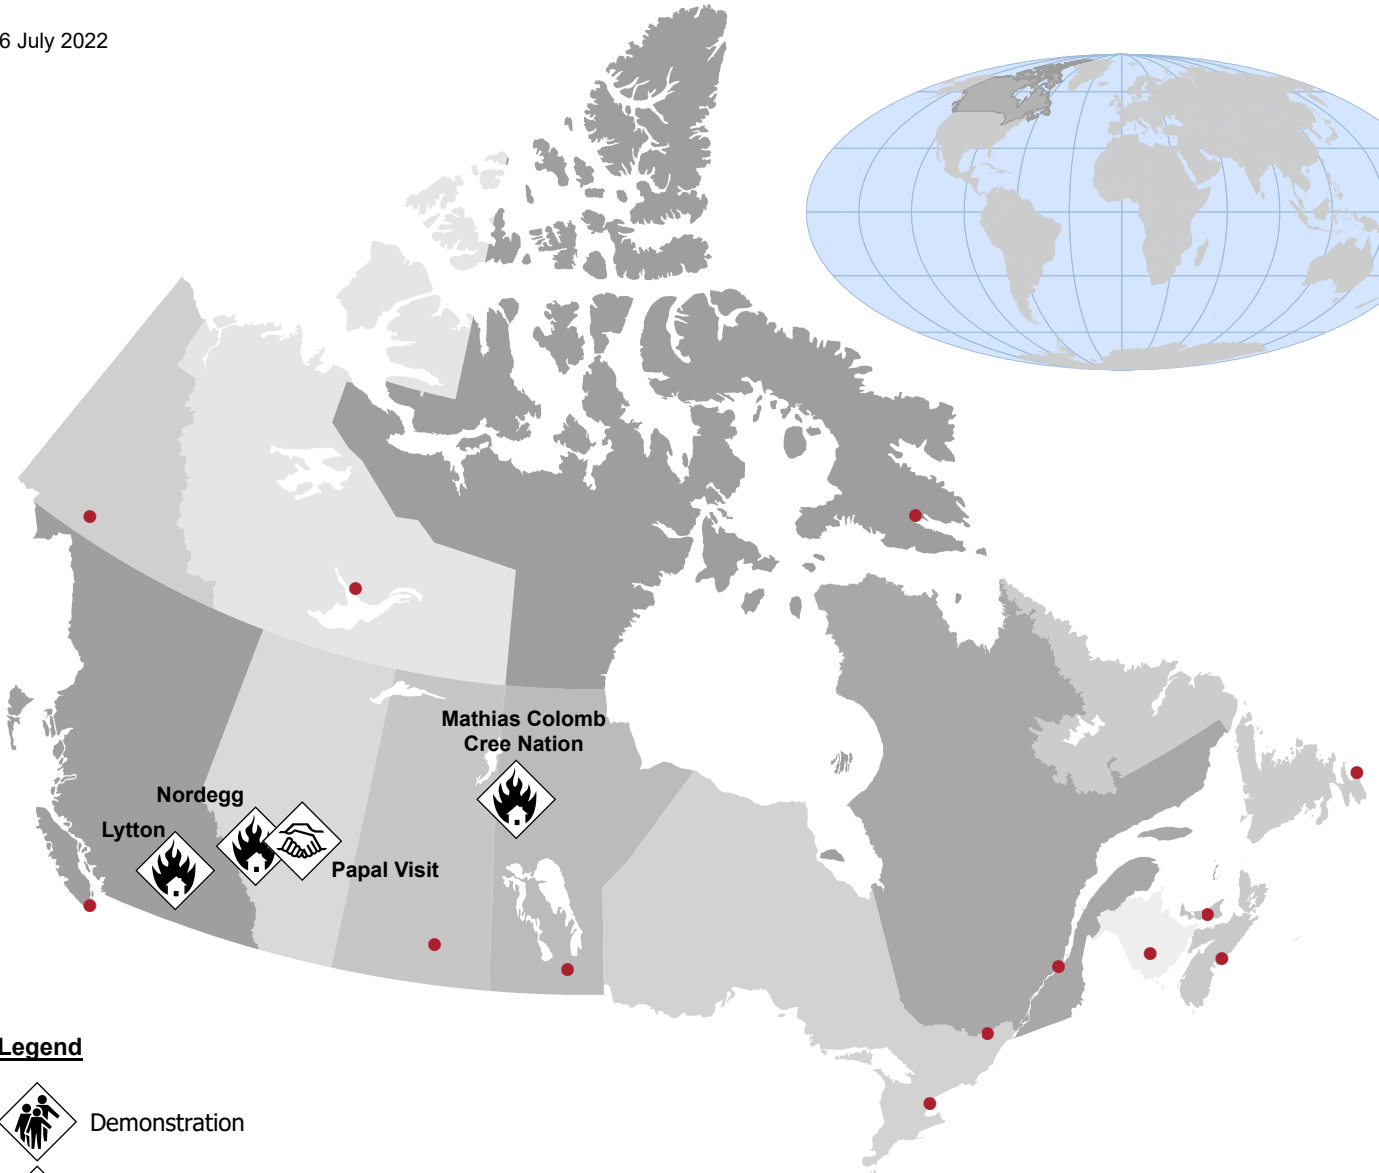 6 July 2022
Mathias Colomb
Cree Nation
Nordegg
Lytton
Papal Visit
Legend
Demonstration